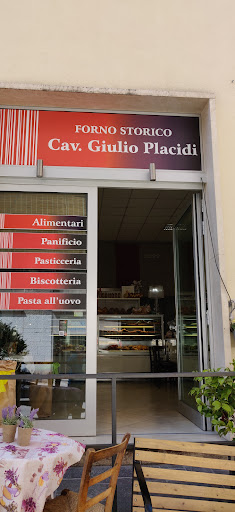 FORNO STORICO
Cav. Giulio Placidi
Alimentari
Panificio
Pasticceria
Biscotteria
Pasta all'uovo